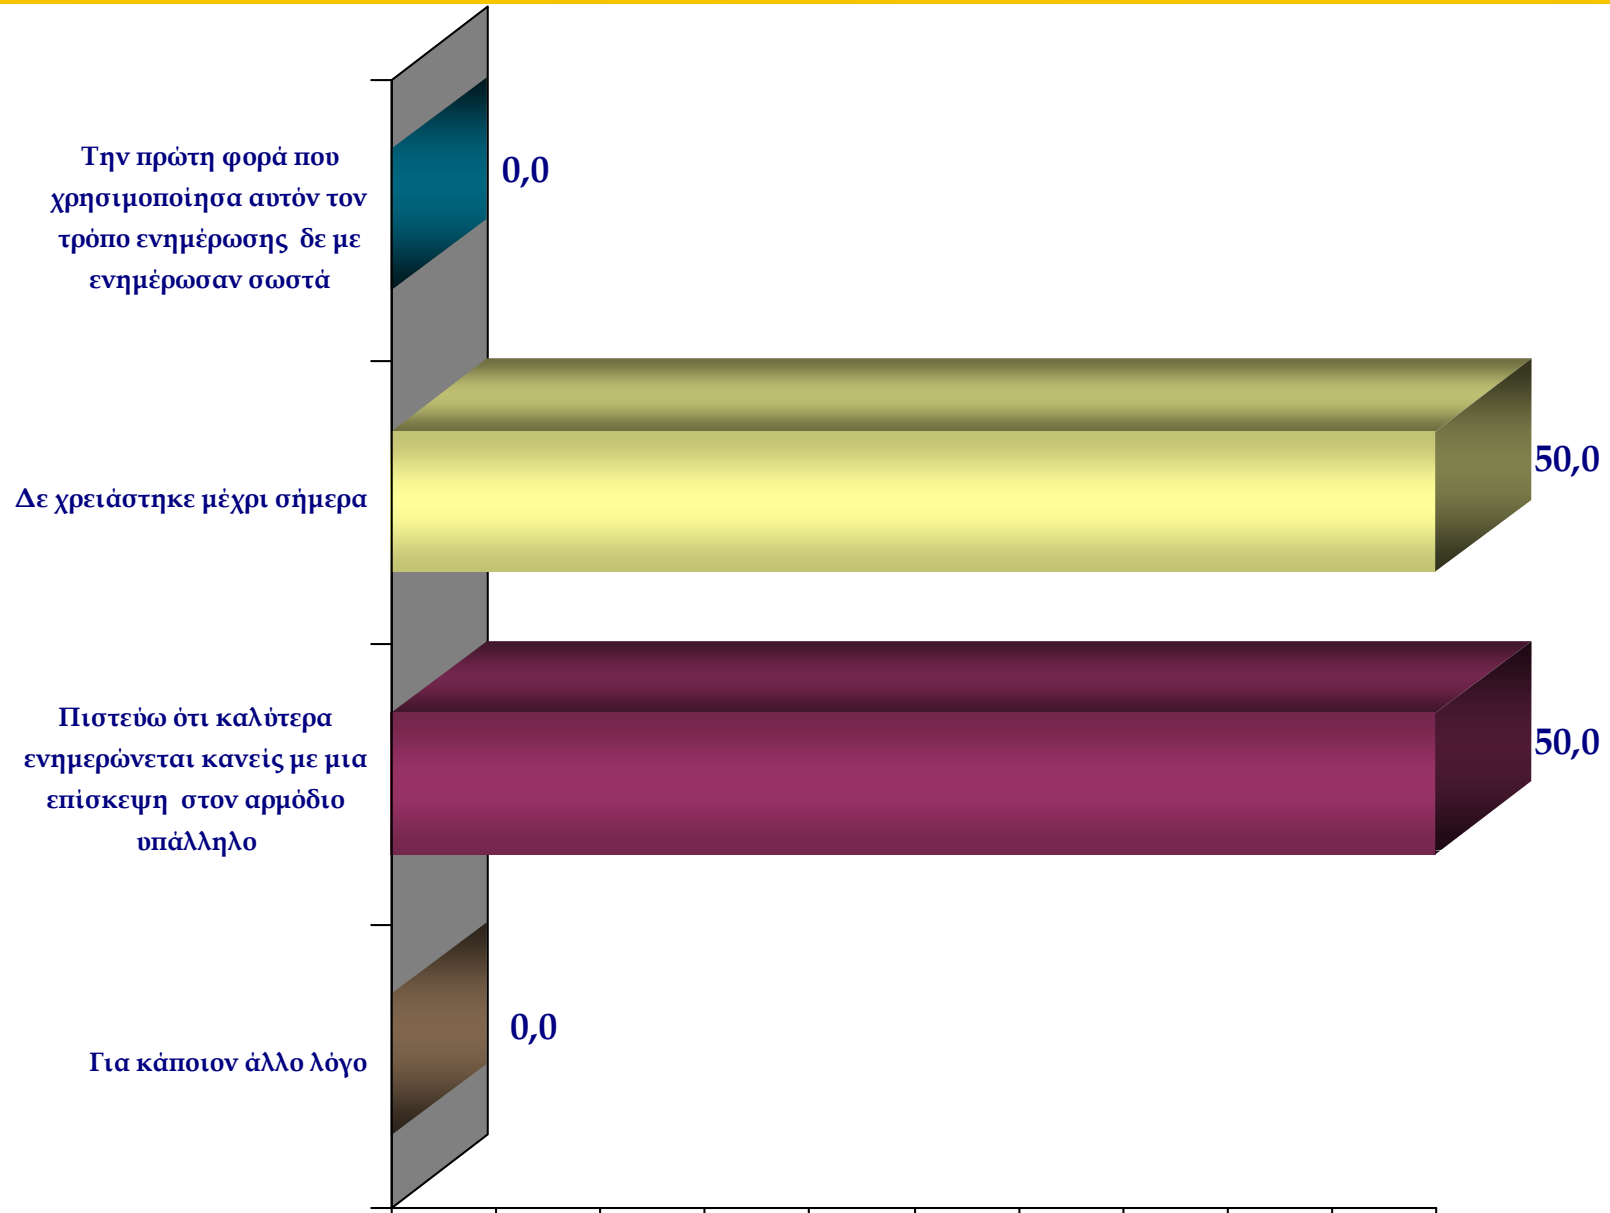 Την πρώτη φορά που
χρησιμοποίησα αυτόν τον
τρόπο ενημέρωσης δε με
ενημέρωσαν σωστά
0,0
Δε χρειάστηκε μέχρι σήμερα
50,0
Πιστεύω ότι καλύτερα
ενημερώνεται κανείς με μια
επίσκεψη στον αρμόδιο
υπάλληλο
50,0
Για κάποιον άλλο λόγο
0,0